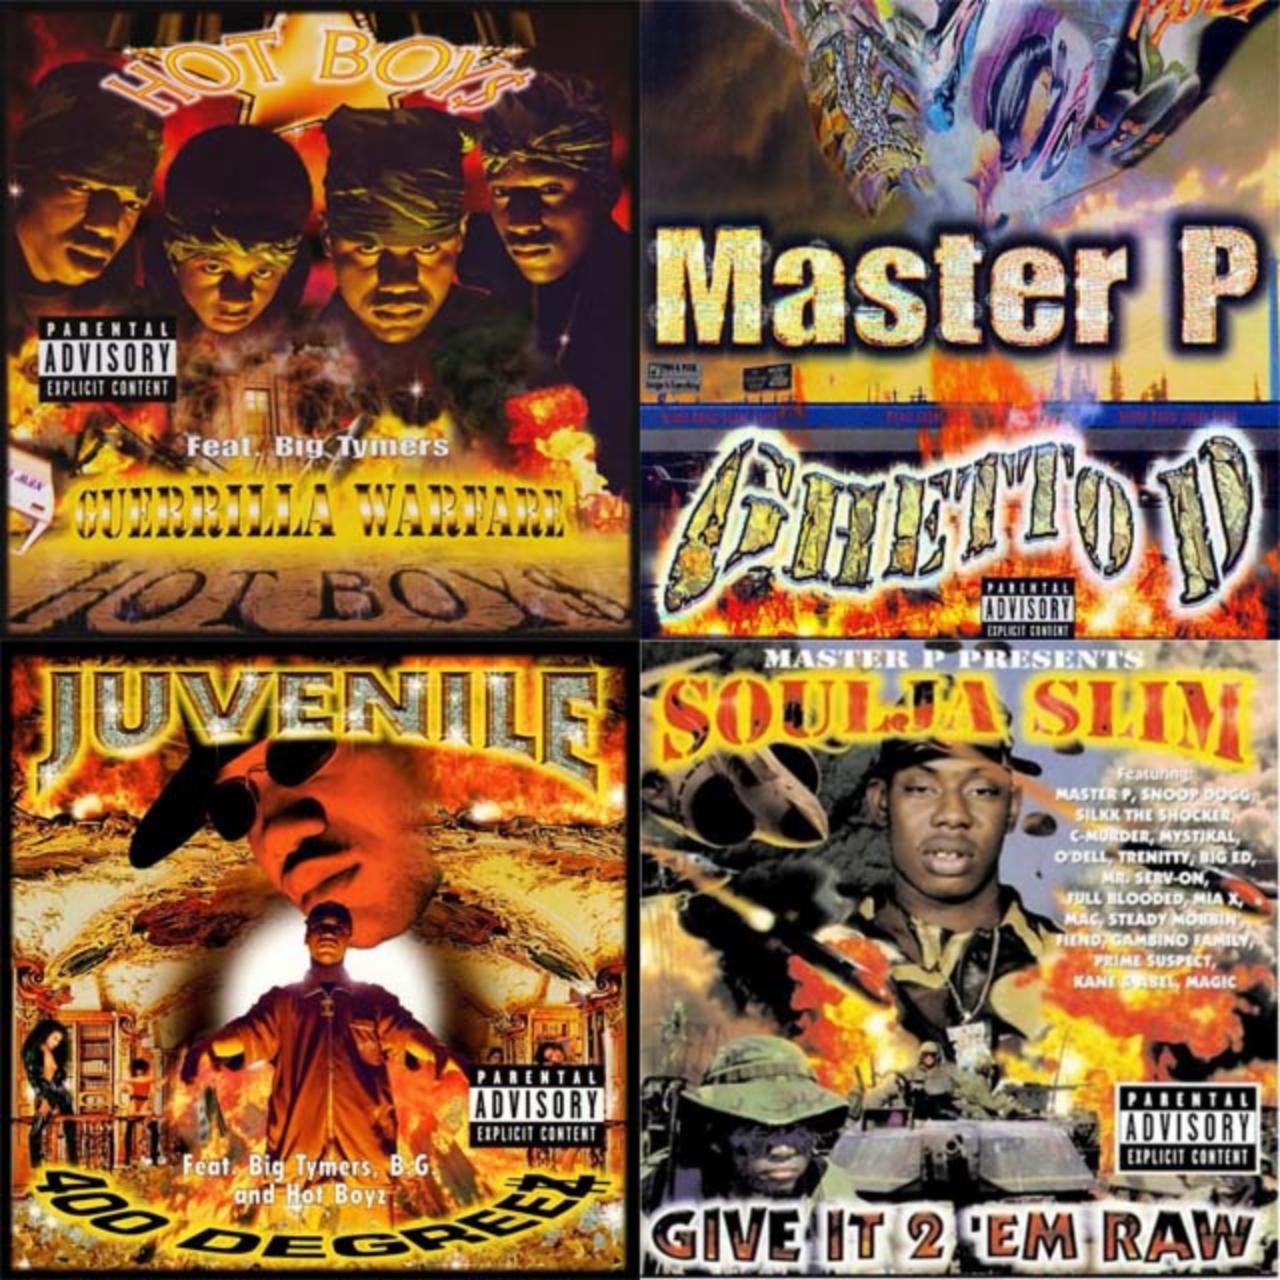 HOT BOY$
PARENTAL
ADVISORY
EXPLICIT CONTENT
Feat. Big Tymers
GUERRILLA WARFARE
HOT BOY$
Master P
GHETTO D
PARENTAL
ADVISORY
EXPLICIT CONTENT
JUVENILE
PARENTAL
ADVISORY
EXPLICIT CONTENT
Feat. Big Tymers, B.G.
and Hot Boyz
400 DEGREEZ
MASTER P PRESENTS
SOULJA SLIM
Featuring:
MASTER P, SNOOP DOGG,
SILKK THE SHOCKER,
C-MURDER, MYSTIKAL,
O'DELL, TRENITTY, BIG ED,
MR. SERV-ON,
FULL BLOODED, MIA X,
MAC, STEADY MOBBIN',
FIEND, GAMBINO FAMILY,
PRIME SUSPECT,
KANE & ABEL, MAGIC
PARENTAL
ADVISORY
EXPLICIT CONTENT
GIVE IT 2 'EM RAW